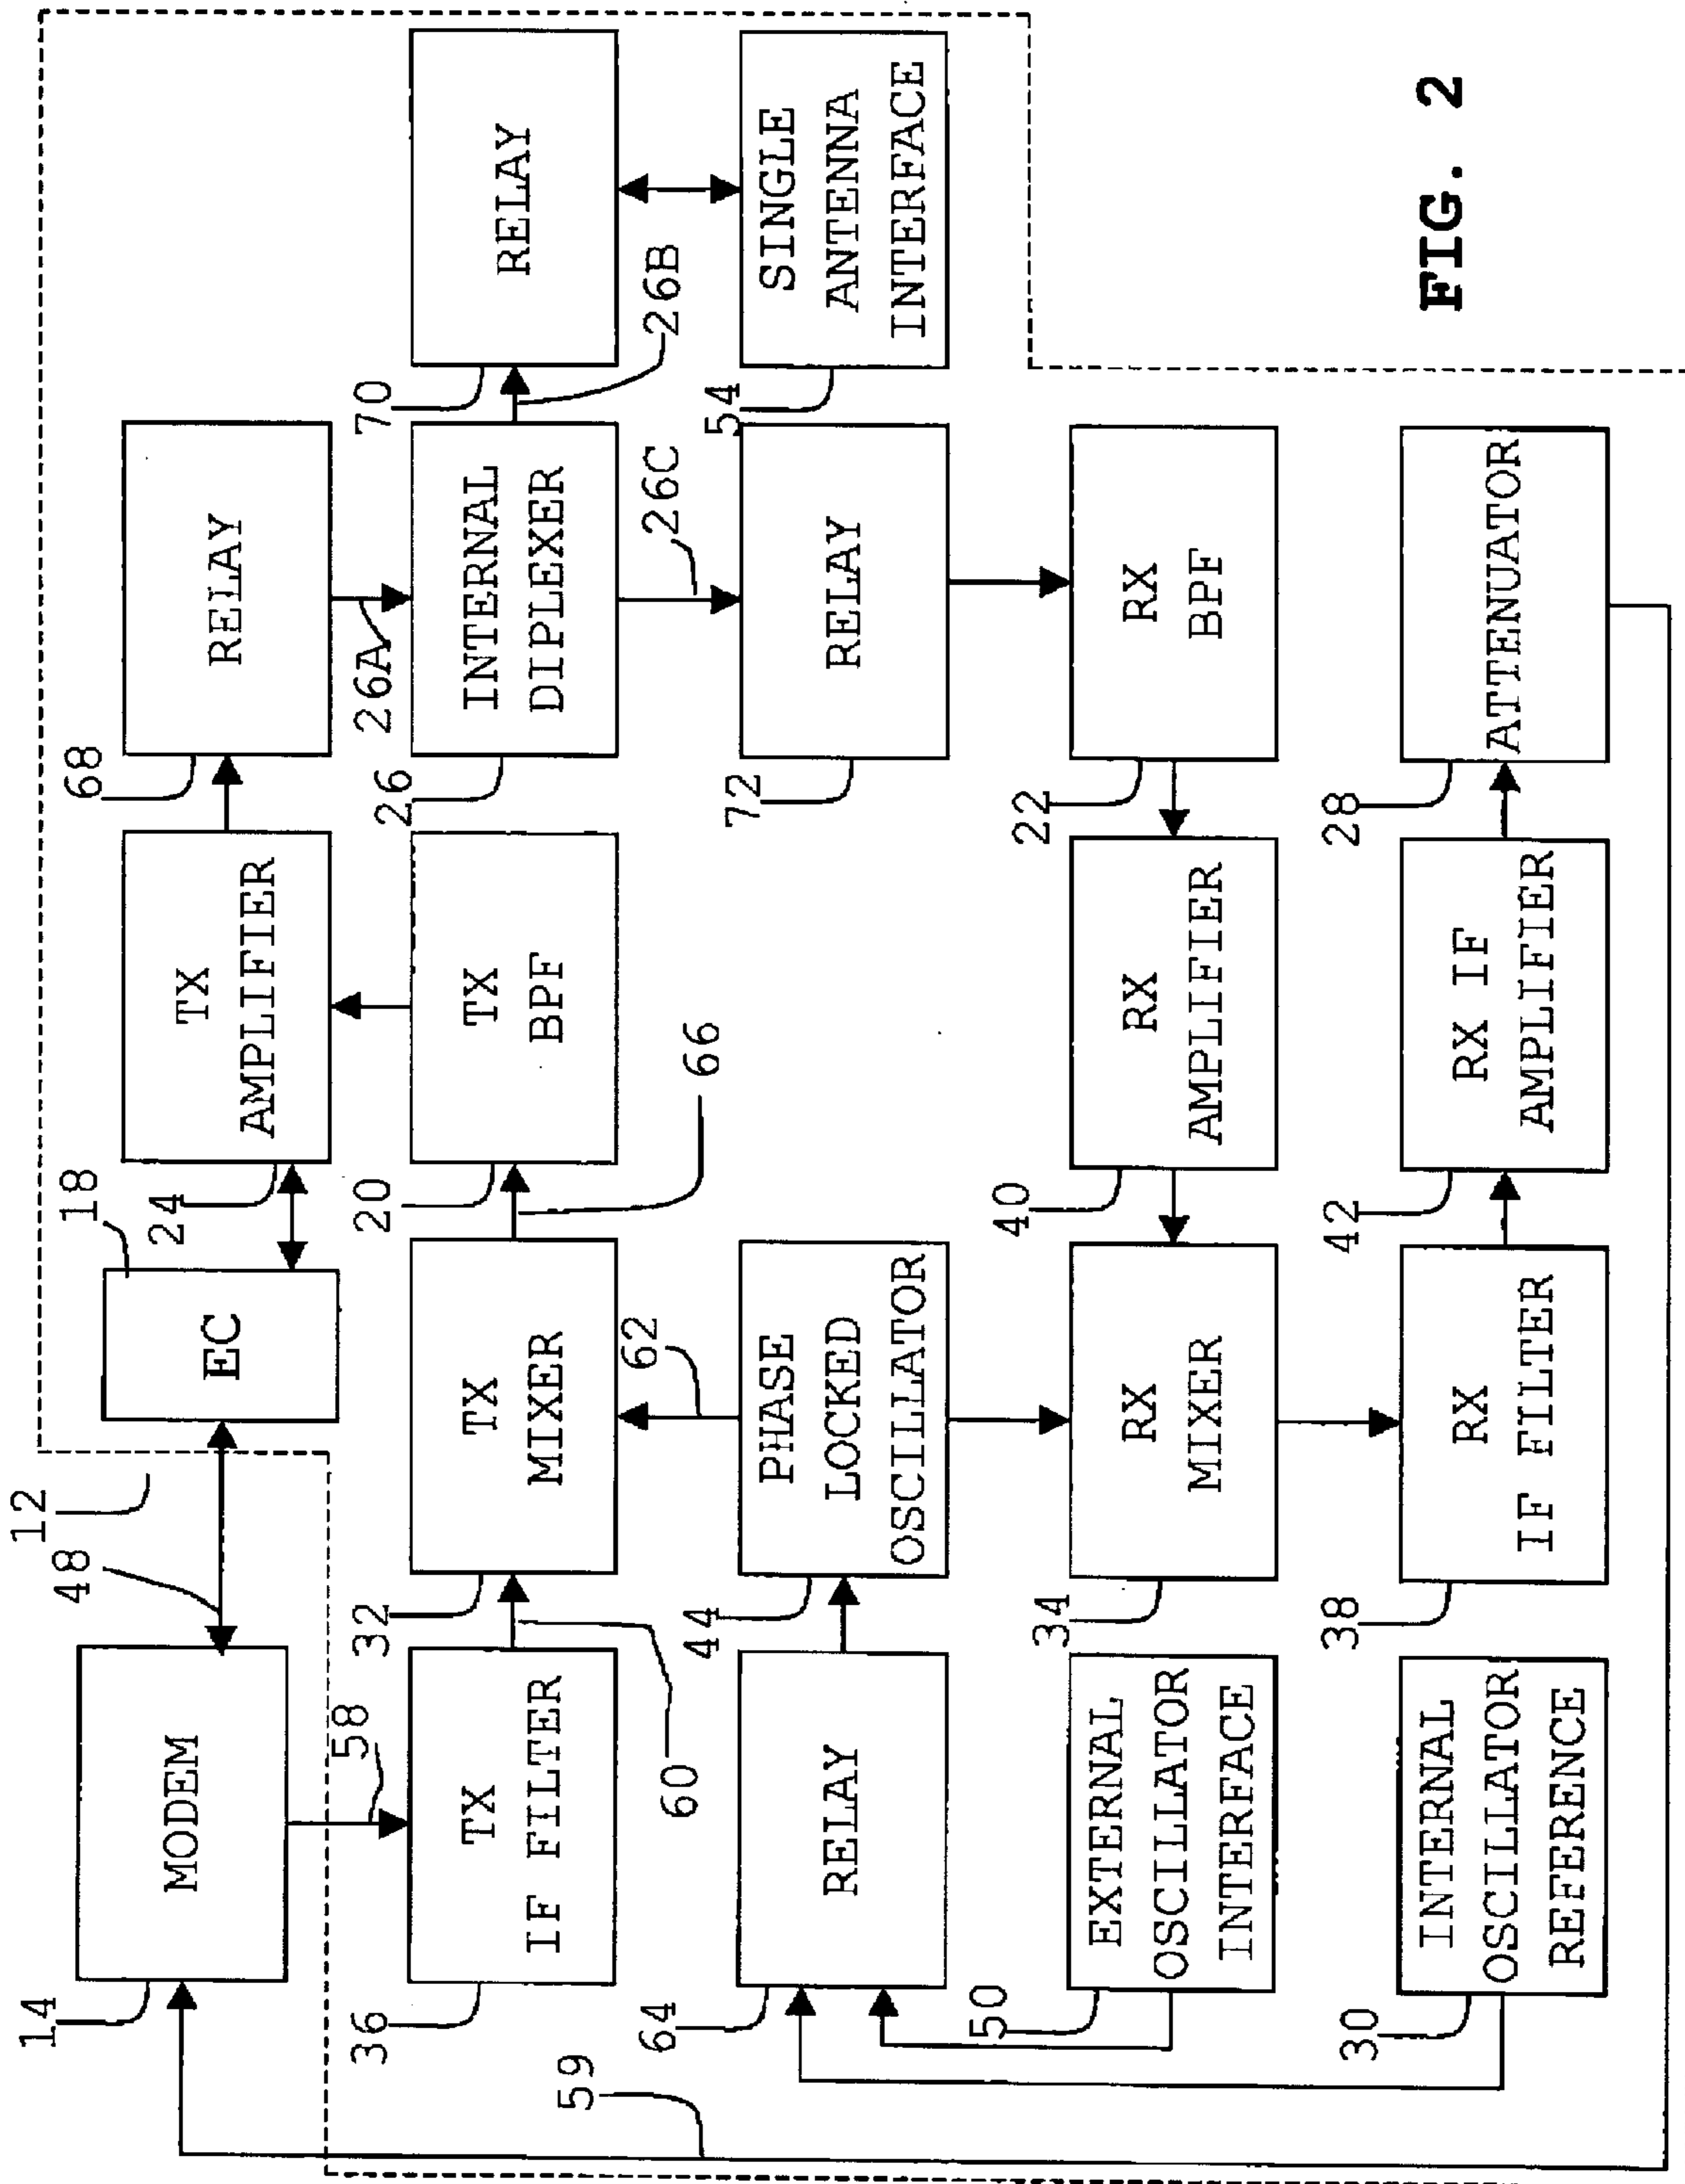 14
MODEM
48
12
18
EC
24
TX
AMPLIFIER
68
RELAY
58
36
TX
IF FILTER
60
32
TX
MIXER
66
20
TX
BPF
26A
26
INTERNAL
DIPLEXER
26B
70
RELAY
59
64
RELAY
44
PHASE
LOCKED
OSCILLATOR
62
72
RELAY
26C
54
SINGLE
ANTENNA
INTERFACE
50
EXTERNAL
OSCILLATOR
INTERFACE
34
RX
MIXER
40
RX
AMPLIFIER
22
RX
BPF
30
INTERNAL
OSCILLATOR
REFERENCE
38
RX
IF FILTER
42
RX IF
AMPLIFIER
28
ATTENUATOR
FIG. 2